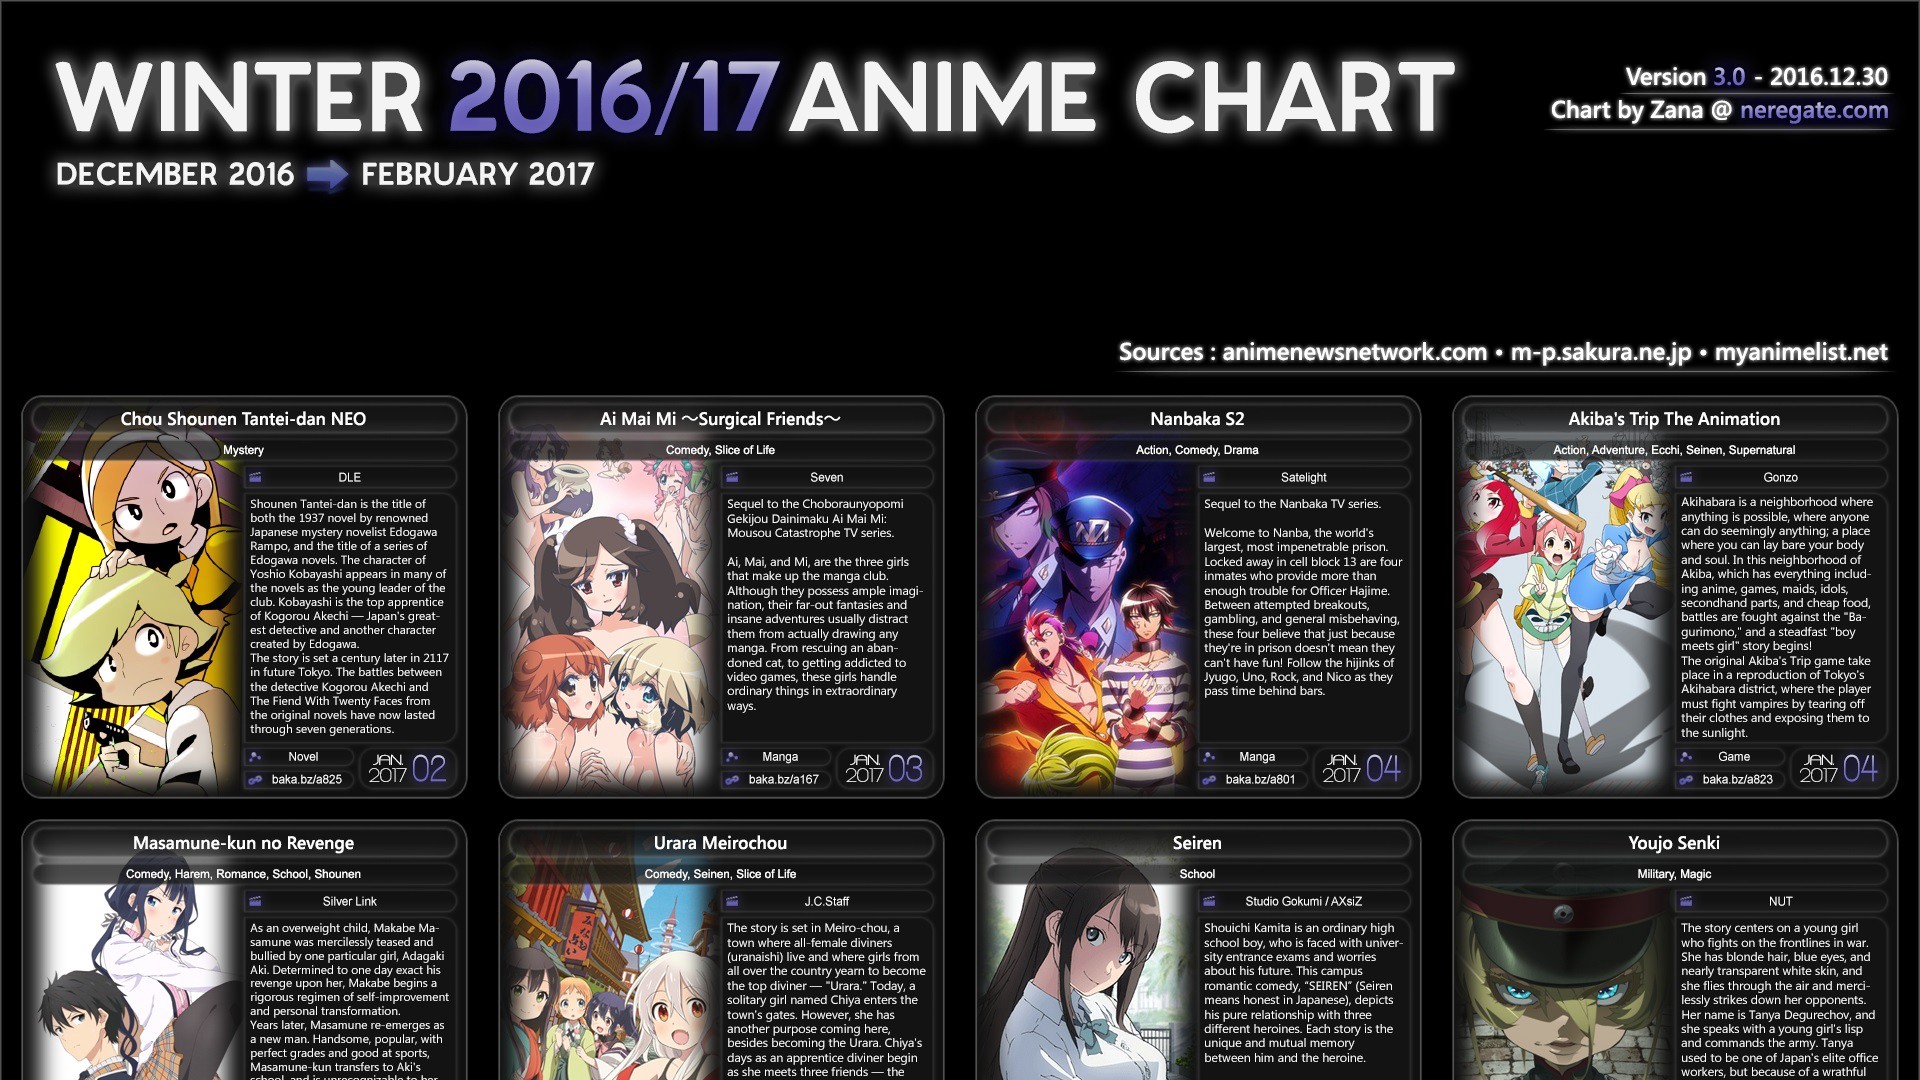 WINTER 2016/17 ANIME CHART
DECEMBER 2016 FEBRUARY 2017
Version 3.0 - 2016.12.30
Chart by Zana @ neregate.com
Sources : animenewsnetwork.com • m-p.sakura.ne.jp • myanimelist.net
Chou Shounen Tantei-dan NEO
Mystery
DLE
Shounen Tantei-dan is the title of
both the 1937 novel by renowned
Japanese mystery novelist Edogawa
Rampo, and the title of a series of
Edogawa novels. The character of
Yoshio Kobayashi appears in many of
the novels as the young leader of the
club. Kobayashi is the top apprentice
of Kogorou Akechi — Japan's great-
est detective and another character
created by Edogawa.
The story is set a century later in 2117
in future Tokyo. The battles between
the detective Kogorou Akechi and
The Fiend With Twenty Faces from
the original novels have now lasted
through seven generations.
Novel
baka.bz/a825
JAN 2017 02
Ai Mai Mi ～Surgical Friends～
Comedy, Slice of Life
Seven
Sequel to the Choboraunyopomi
Gekijou Dainimaku Ai Mai Mi:
Mousou Catastrophe TV series.
Ai, Mai, and Mi, are the three girls
that make up the manga club.
Although they possess ample imagi-
nation, their far-out fantasies and
insane adventures usually distract
them from actually drawing any
manga. From rescuing an aban-
doned cat, to getting addicted to
video games, these girls handle
ordinary things in extraordinary
ways.
Manga
baka.bz/a167
JAN 2017 03
Nanbaka S2
Action, Comedy, Drama
Satelight
Sequel to the Nanbaka TV series.
Welcome to Nanba, the world's
largest, most impenetrable prison.
Locked away in cell block 13 are four
inmates who provide more than
enough trouble for Officer Hajime.
Between attempted breakouts,
gambling, and general misbehaving,
these four believe that just because
they're in prison doesn't mean they
can't have fun! Follow the hijinks of
Jyugo, Uno, Rock, and Nico as they
pass time behind bars.
Manga
baka.bz/a801
JAN 2017 04
Akiba's Trip The Animation
Action, Adventure, Ecchi, Seinen, Supernatural
Gonzo
Akihabara is a neighborhood where
anything is possible, where anyone
can do seemingly anything; a place
where you can lay bare your body
and soul. In this neighborhood of
Akiba, which has everything includ-
ing anime, games, maids, idols,
secondhand parts, and cheap food,
battles are fought against the "Ba-
gurimono," and a steadfast "boy
meets girl" story begins!
The original Akiba's Trip game take
place in a reproduction of Tokyo's
Akihabara district, where the player
must fight vampires by tearing off
their clothes and exposing them to
the sunlight.
Game
baka.bz/a823
JAN 2017 04
Masamune-kun no Revenge
Comedy, Harem, Romance, School, Shounen
Silver Link
As an overweight child, Makabe Ma-
samune was mercilessly teased and
bullied by one particular girl, Adagaki
Aki. Determined to one day exact his
revenge upon her, Makabe begins a
rigorous regimen of self-improvement
and personal transformation.
Years later, Masamune re-emerges as
a new man. Handsome, popular, with
perfect grades and good at sports,
Masamune-kun transfers to Aki's
school, and is unrecognizable to her
Urara Meirochou
Comedy, Seinen, Slice of Life
J.C.Staff
The story is set in Meiro-chou, a
town where all-female diviners
(uranaishi) live and where girls from
all over the country yearn to become
the top diviner — "Urara." Today, a
solitary girl named Chiya enters the
town's gates. However, she has
another purpose coming here,
besides becoming the Urara. Chiya's
days as an apprentice diviner begin
as she meets three friends — the
Seiren
School
Studio Gokumi / AXsiZ
Shouichi Kamita is an ordinary high
school boy, who is faced with univer-
sity entrance exams and worries
about his future. This campus
romantic comedy, "SEIREN" (Seiren
means honest in Japanese), depicts
his pure relationship with three
different heroines. Each story is the
unique and mutual memory
between him and the heroine.
Youjo Senki
Military, Magic
NUT
The story centers on a young girl
who fights on the frontlines in war.
She has blonde hair, blue eyes, and
nearly transparent white skin, and
she flies through the air and merci-
lessly strikes down her opponents.
Her name is Tanya Degurechov, and
she speaks with a young girl's lisp
and commands the army. Tanya
used to be one of Japan's elite office
workers, but because of a wrathful